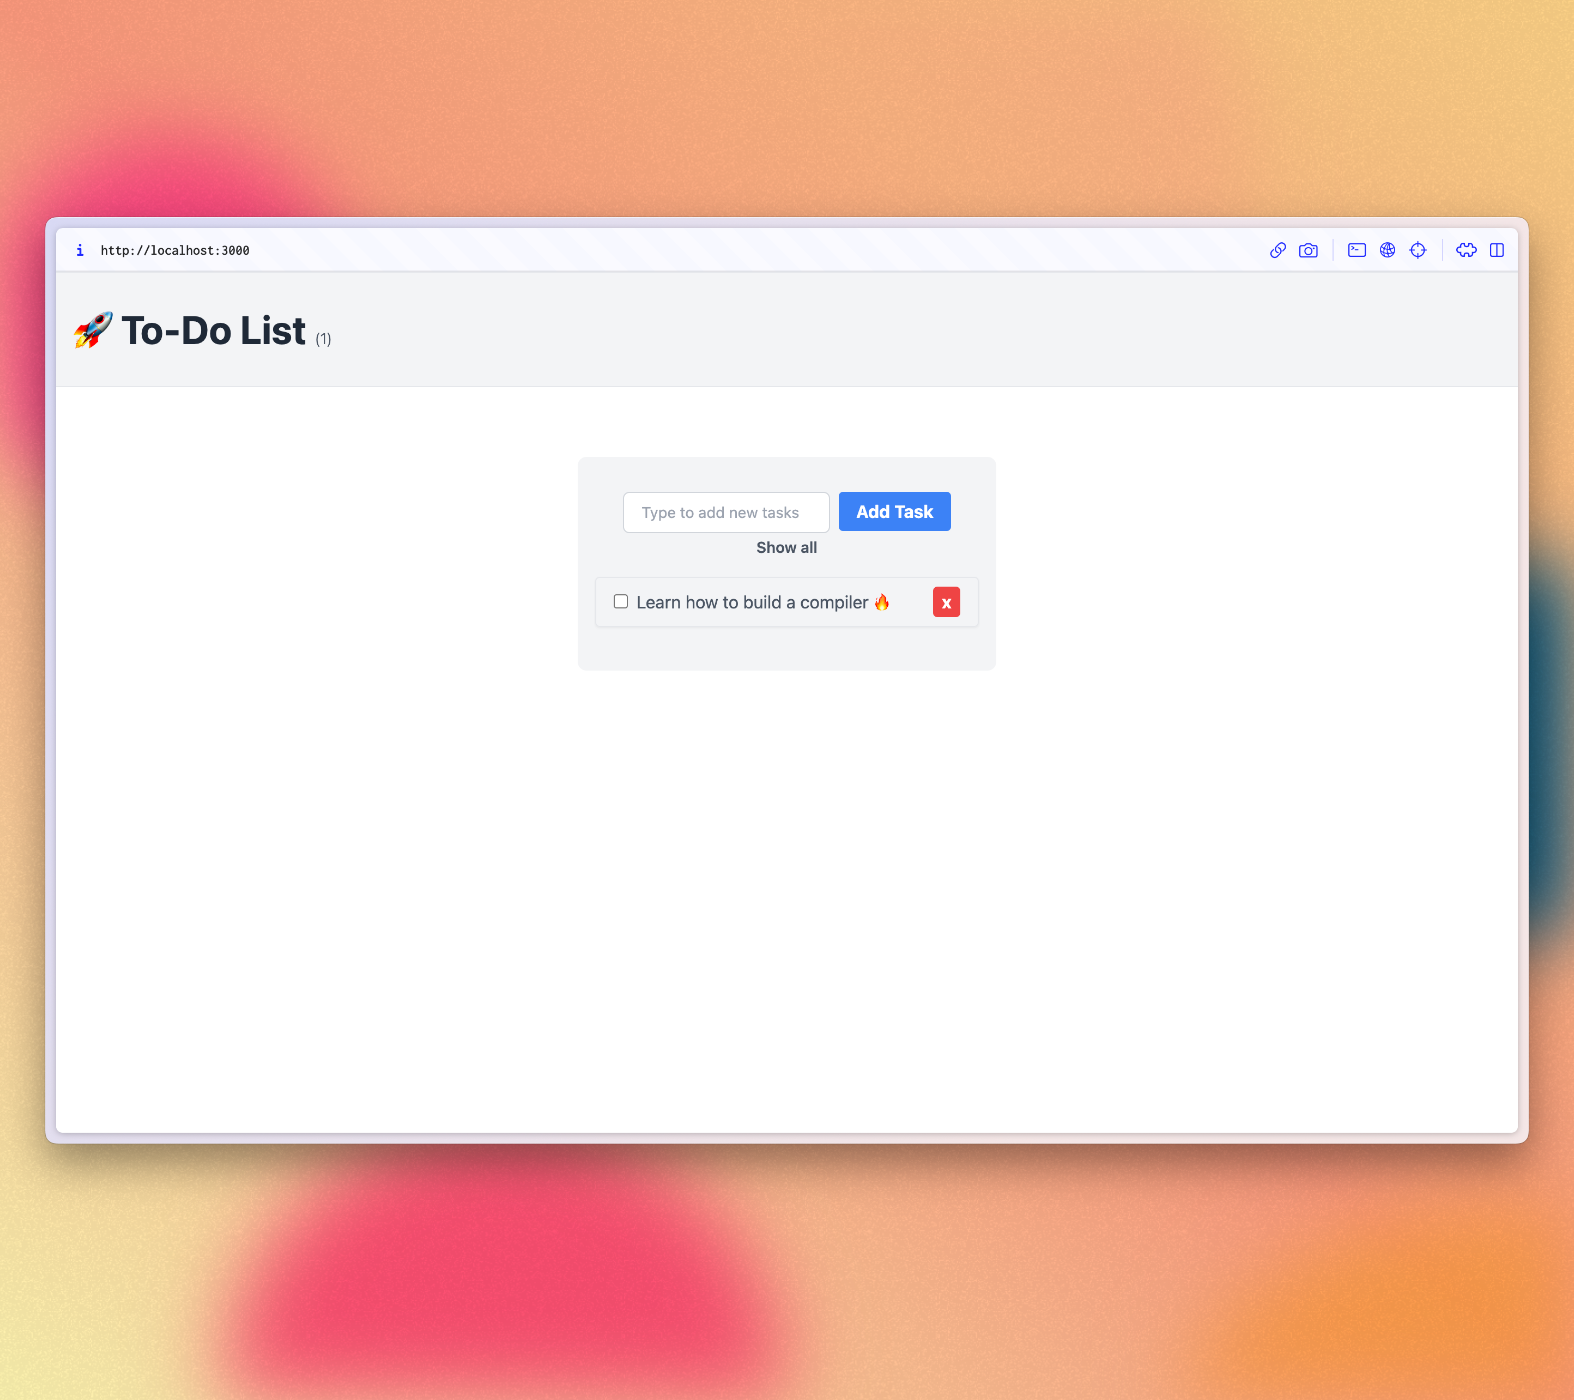 i http://localhost:3000
🚀 To-Do List (1)
Type to add new tasks Add Task
Show all
Learn how to build a compiler 🔥 x